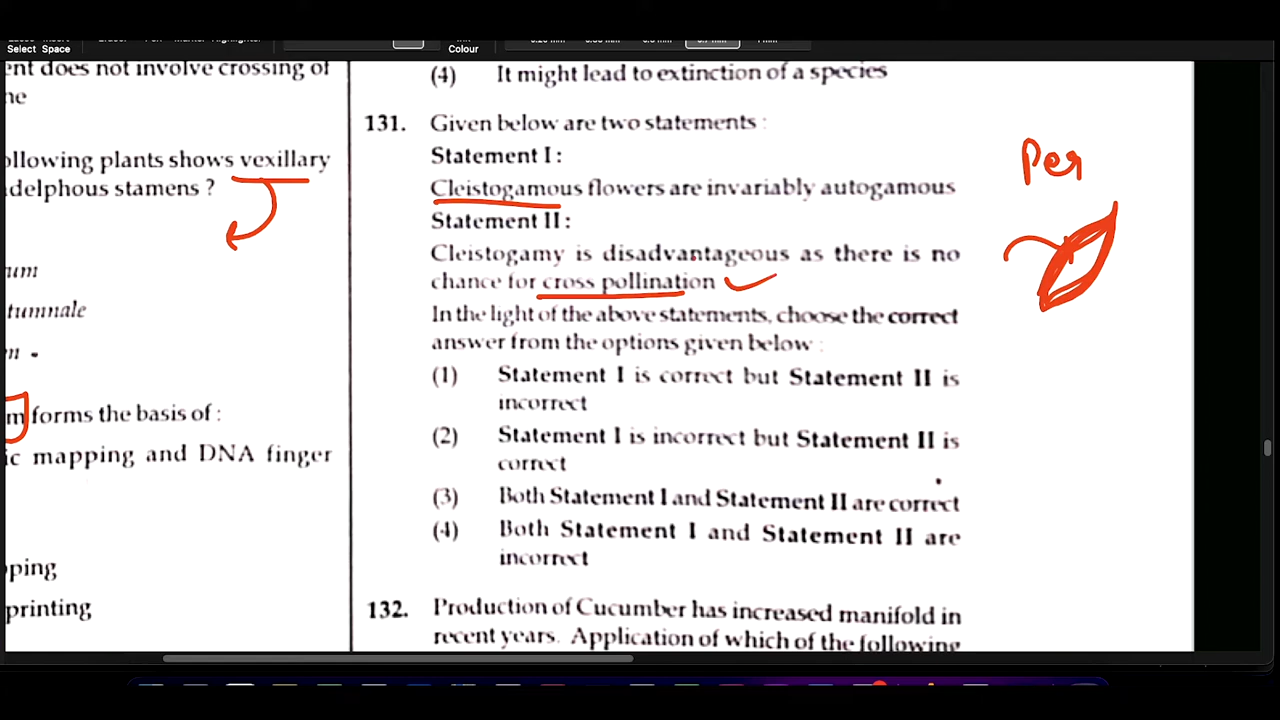 Select Space
Colour
ent does not involve crossing of
ne
ollowing plants shows vexillary
delphous stamens ?
um
tumnale
n
m forms the basis of :
ic mapping and DNA finger
ping
printing
(4) It might lead to extinction of a species
131. Given below are two statements :
Statement I :
Cleistogamous flowers are invariably autogamous
Statement II :
Cleistogamy is disadvantageous as there is no
chance for cross pollination
In the light of the above statements, choose the correct
answer from the options given below :
(1) Statement I is correct but Statement II is
incorrect
(2) Statement I is incorrect but Statement II is
correct
(3) Both Statement I and Statement II are correct
(4) Both Statement I and Statement II are
incorrect
132. Production of Cucumber has increased manifold in
recent years. Application of which of the following
Per